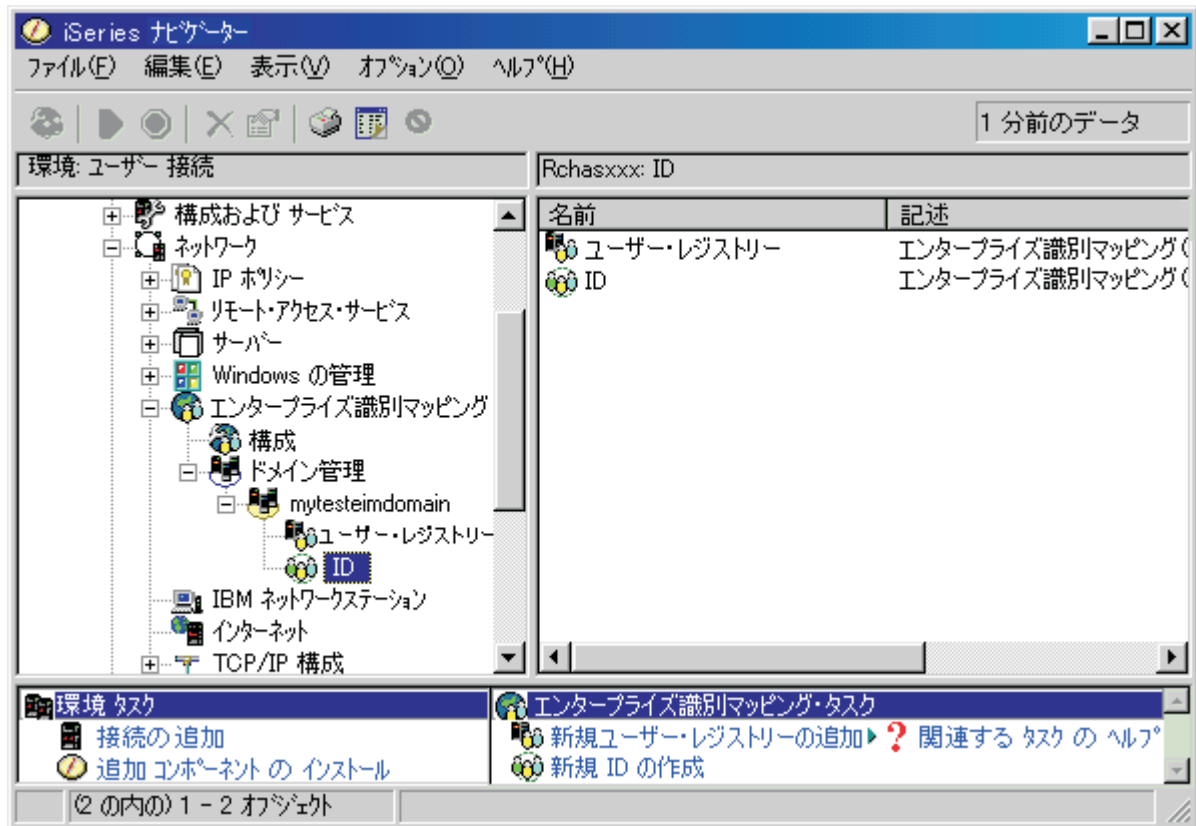 iSeries ナビゲーター
ファイル(F) 編集(E) 表示(V) オプション(O) ヘルプ(H)
1 分前のデータ
環境: ユーザー 接続
Rchasxxx: ID
構成および サービス
ネットワーク
IP ポリシー
リモート・アクセス・サービス
サーバー
Windows の管理
エンタープライズ識別マッピング
構成
ドメイン管理
mytesteimdomain
ユーザー・レジストリー
ID
IBM ネットワークステーション
インターネット
TCP/IP 構成
名前 記述
ユーザー・レジストリー エンタープライズ識別マッピング(
ID エンタープライズ識別マッピング(
環境 タスク
接続の 追加
追加 コンポーネント の インストール
エンタープライズ識別マッピング・タスク
新規ユーザー・レジストリーの追加 ? 関連する タスク の ヘルプ
新規 ID の作成
(2 の内の) 1 - 2 オブジェクト